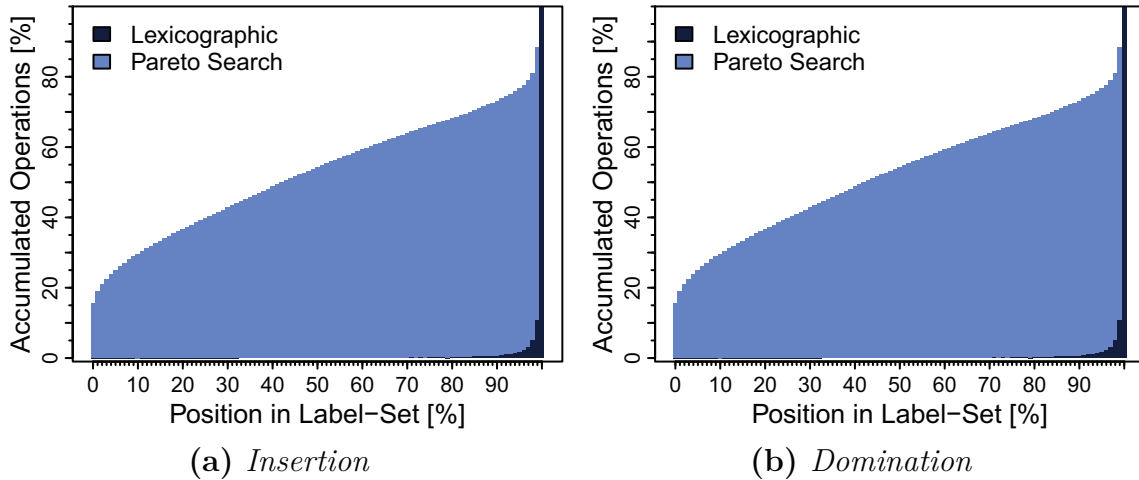 Accumulated Operations [%]
0 20 40 60 80
Lexicographic
Pareto Search
0 10 20 30 40 50 60 70 80 90
Position in Label−Set [%]
(a) Insertion
Accumulated Operations [%]
0 20 40 60 80
Lexicographic
Pareto Search
0 10 20 30 40 50 60 70 80 90
Position in Label−Set [%]
(b) Domination